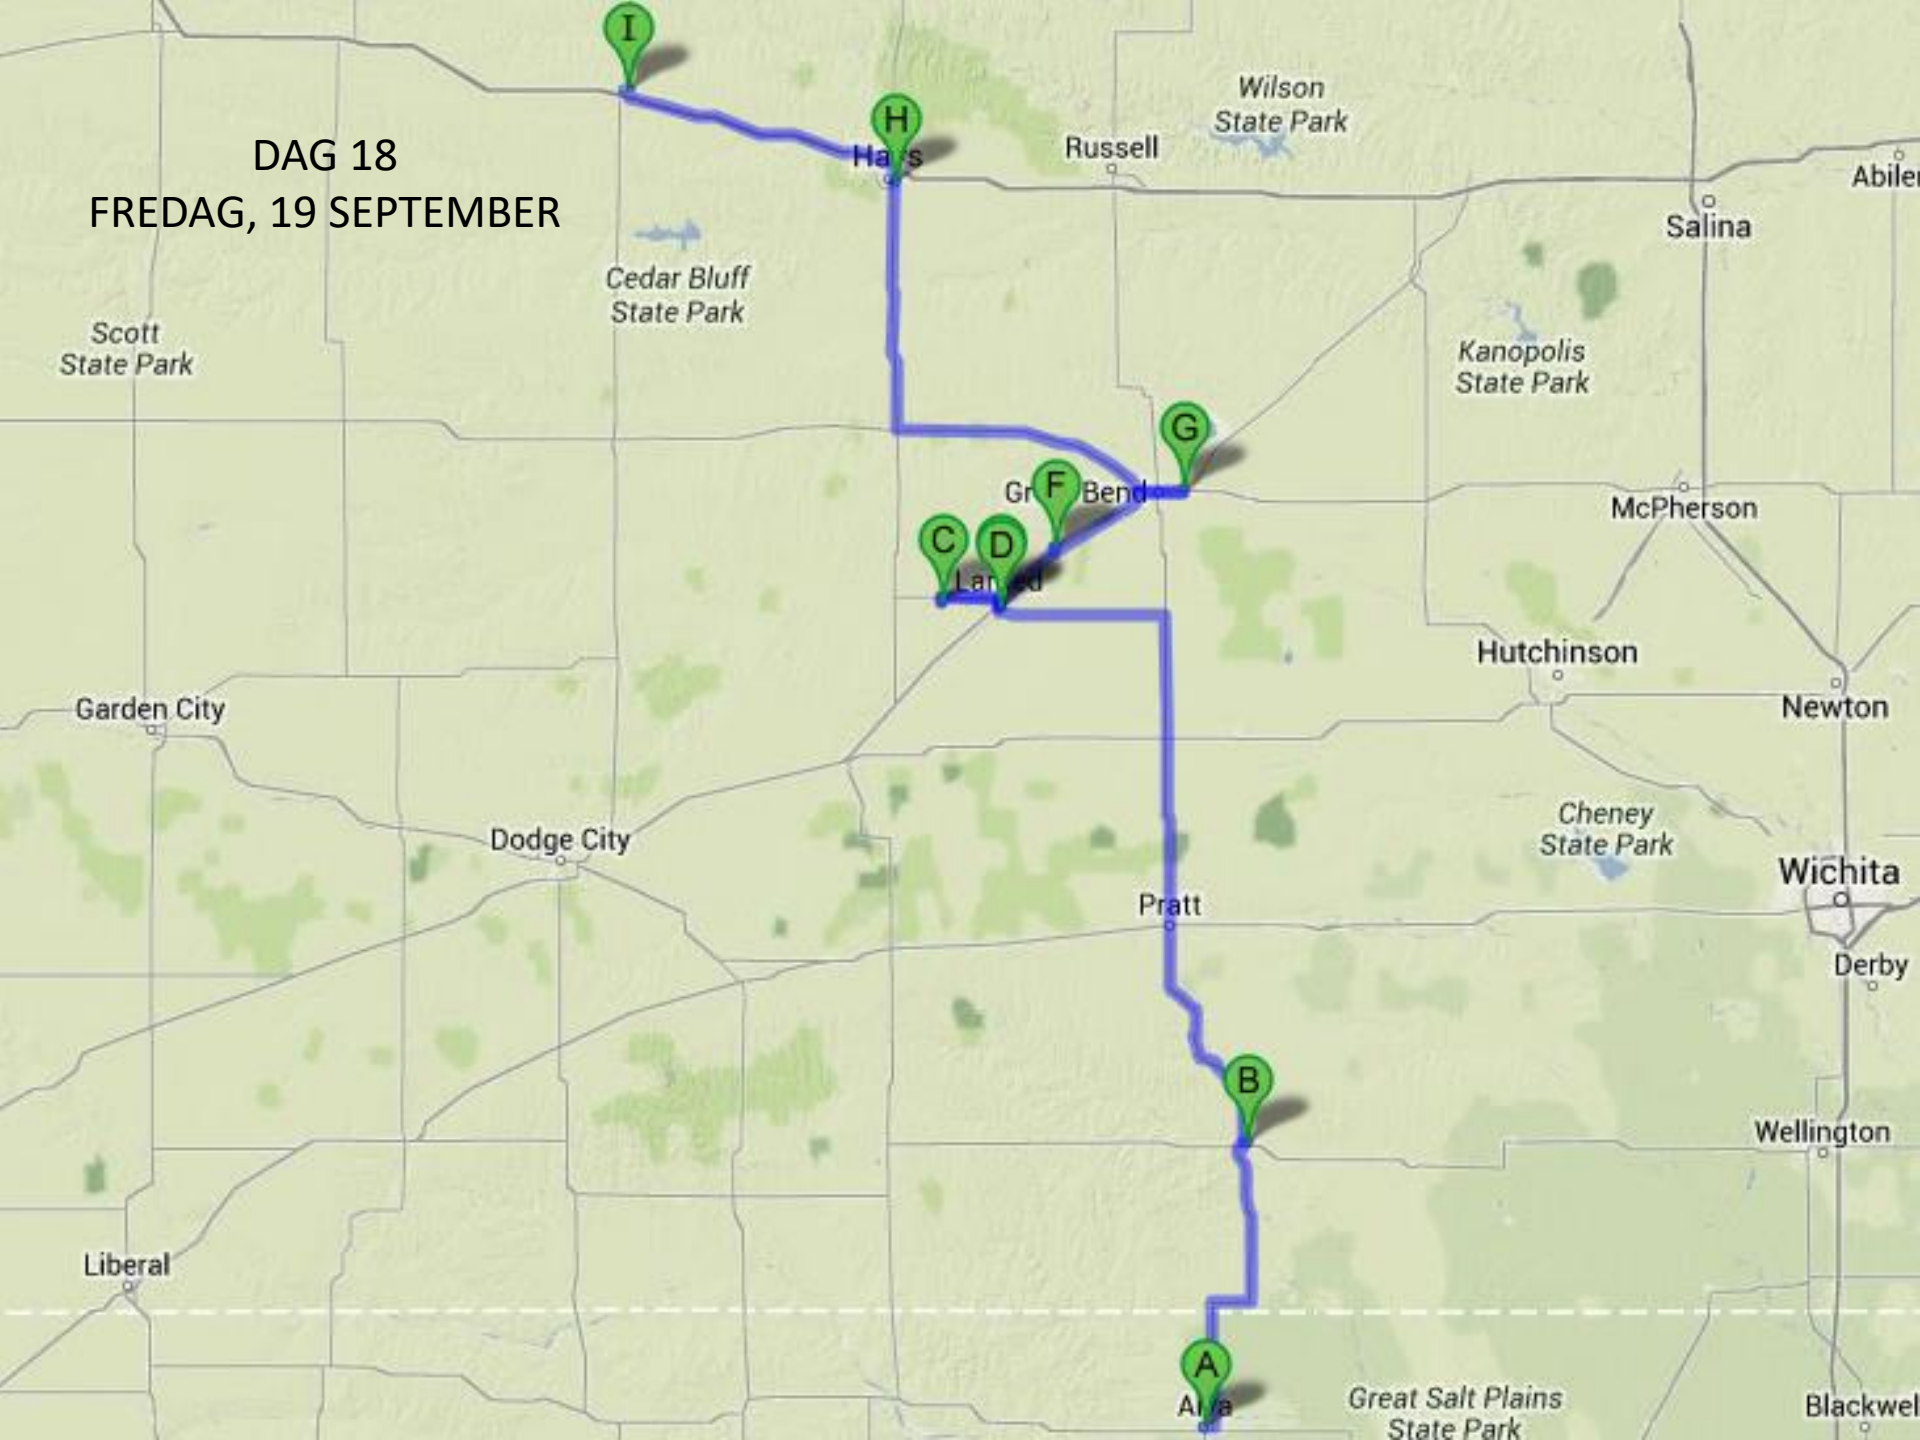 I
H
Wilson
State Park
DAG 18
Russell
Abile
FREDAG, 19 SEPTEMBER
Salina
Cedar Bluff
State Park
Scott
State Park
Kanopolis
State Park
G
F
Bend
McPherson
C
D
Hutchinson
Garden City
Newton
Dodge City
Cheney
State Park
Wichita
Pratt
Derby
B
Wellington
Liberal
A
Great Salt Plains
State Park
Blackwel